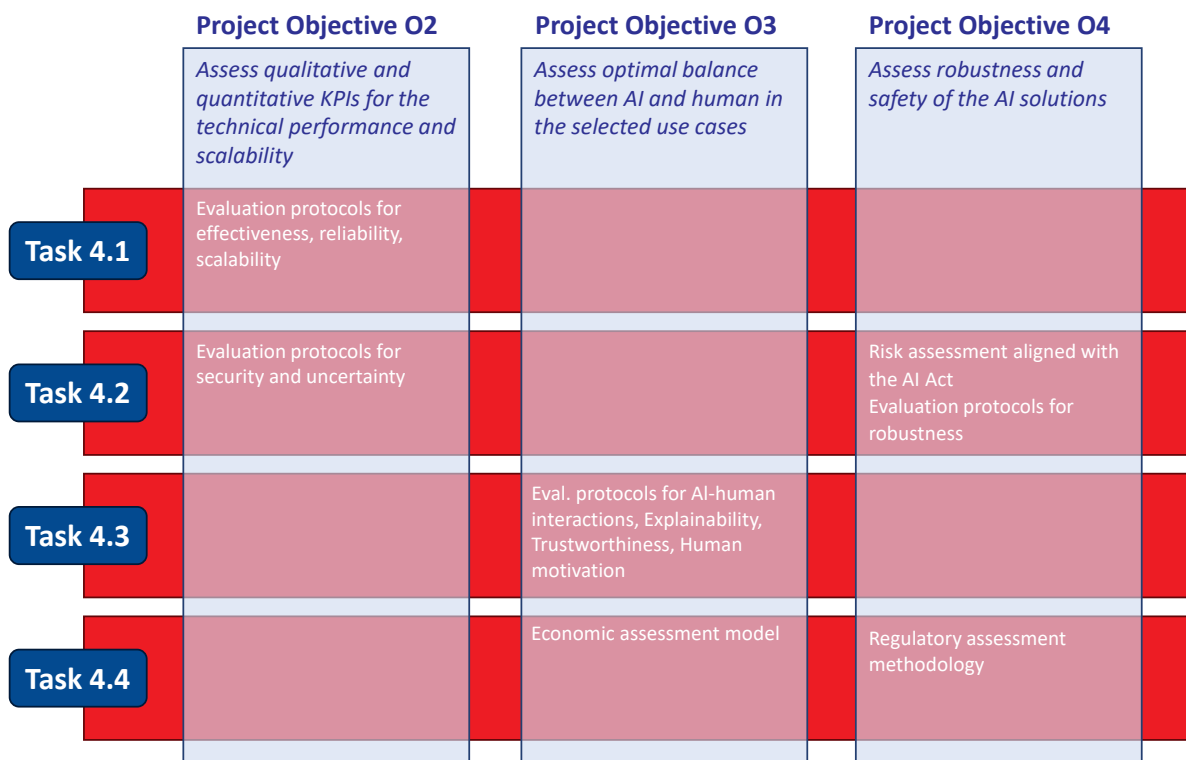 Project Objective O2
Project Objective O3
Project Objective O4
Assess qualitative and
quantitative KPIs for the
technical performance and
scalability
Assess optimal balance
between AI and human in
the selected use cases
Assess robustness and
safety of the AI solutions
Task 4.1
Evaluation protocols for
effectiveness, reliability,
scalability
Task 4.2
Evaluation protocols for
security and uncertainty
Risk assessment aligned with
the AI Act
Evaluation protocols for
robustness
Task 4.3
Eval. protocols for AI-human
interactions, Explainability,
Trustworthiness, Human
motivation
Task 4.4
Economic assessment model
Regulatory assessment
methodology